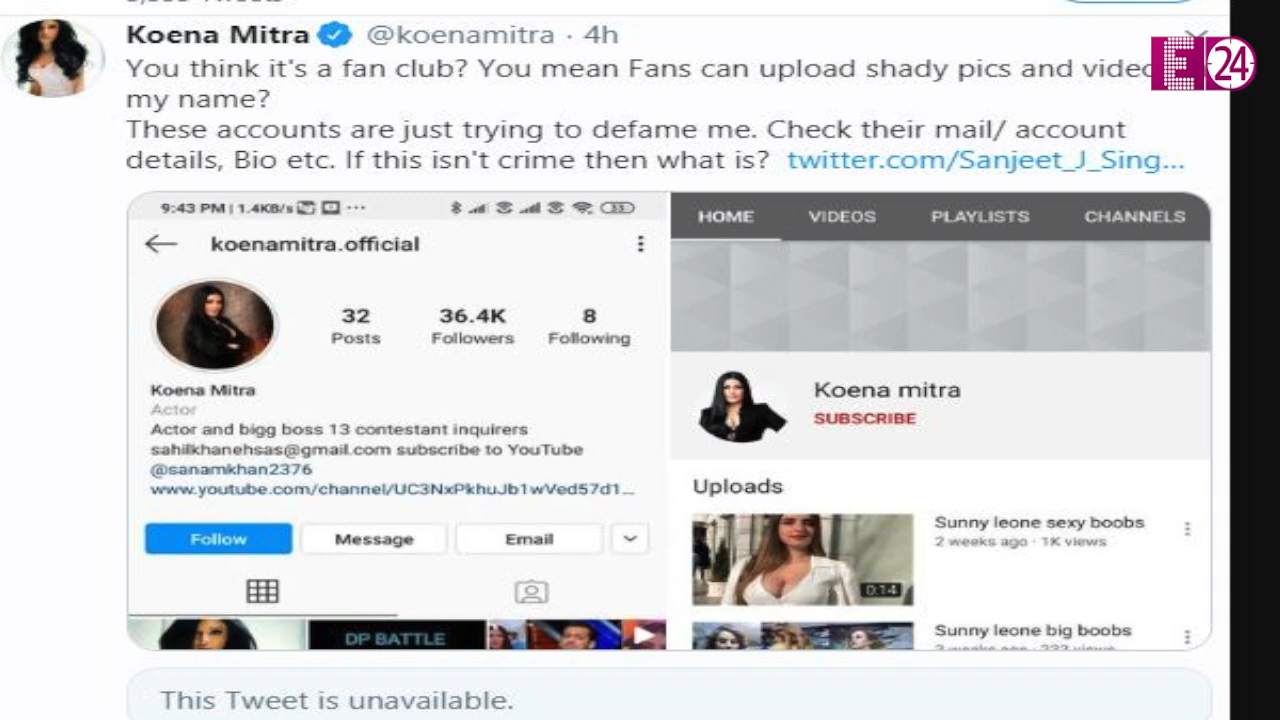 Koena Mitra @koenamitra · 4h
E 24
You think it's a fan club? You mean Fans can upload shady pics and video
my name?
These accounts are just trying to defame me. Check their mail/ account
details, Bio etc. If this isn't crime then what is? twitter.com/Sanjeet_J_Sing...
9:43 PM | 1.4KB/s ··· 33
koenamitra.official
32 36.4K 8
Posts Followers Following
Koena Mitra
Actor
Actor and bigg boss 13 contestant inquirers
sahilkhanehsas@gmail.com subscribe to YouTube
@sanamkhan2376
www.youtube.com/channel/UC3NxPkhuJb1wVed57d1...
Follow Message Email
DP BATTLE
HOME VIDEOS PLAYLISTS CHANNELS
Koena mitra
SUBSCRIBE
Uploads
Sunny leone sexy boobs
2 weeks ago · 1K views
0:14
Sunny leone big boobs
This Tweet is unavailable.